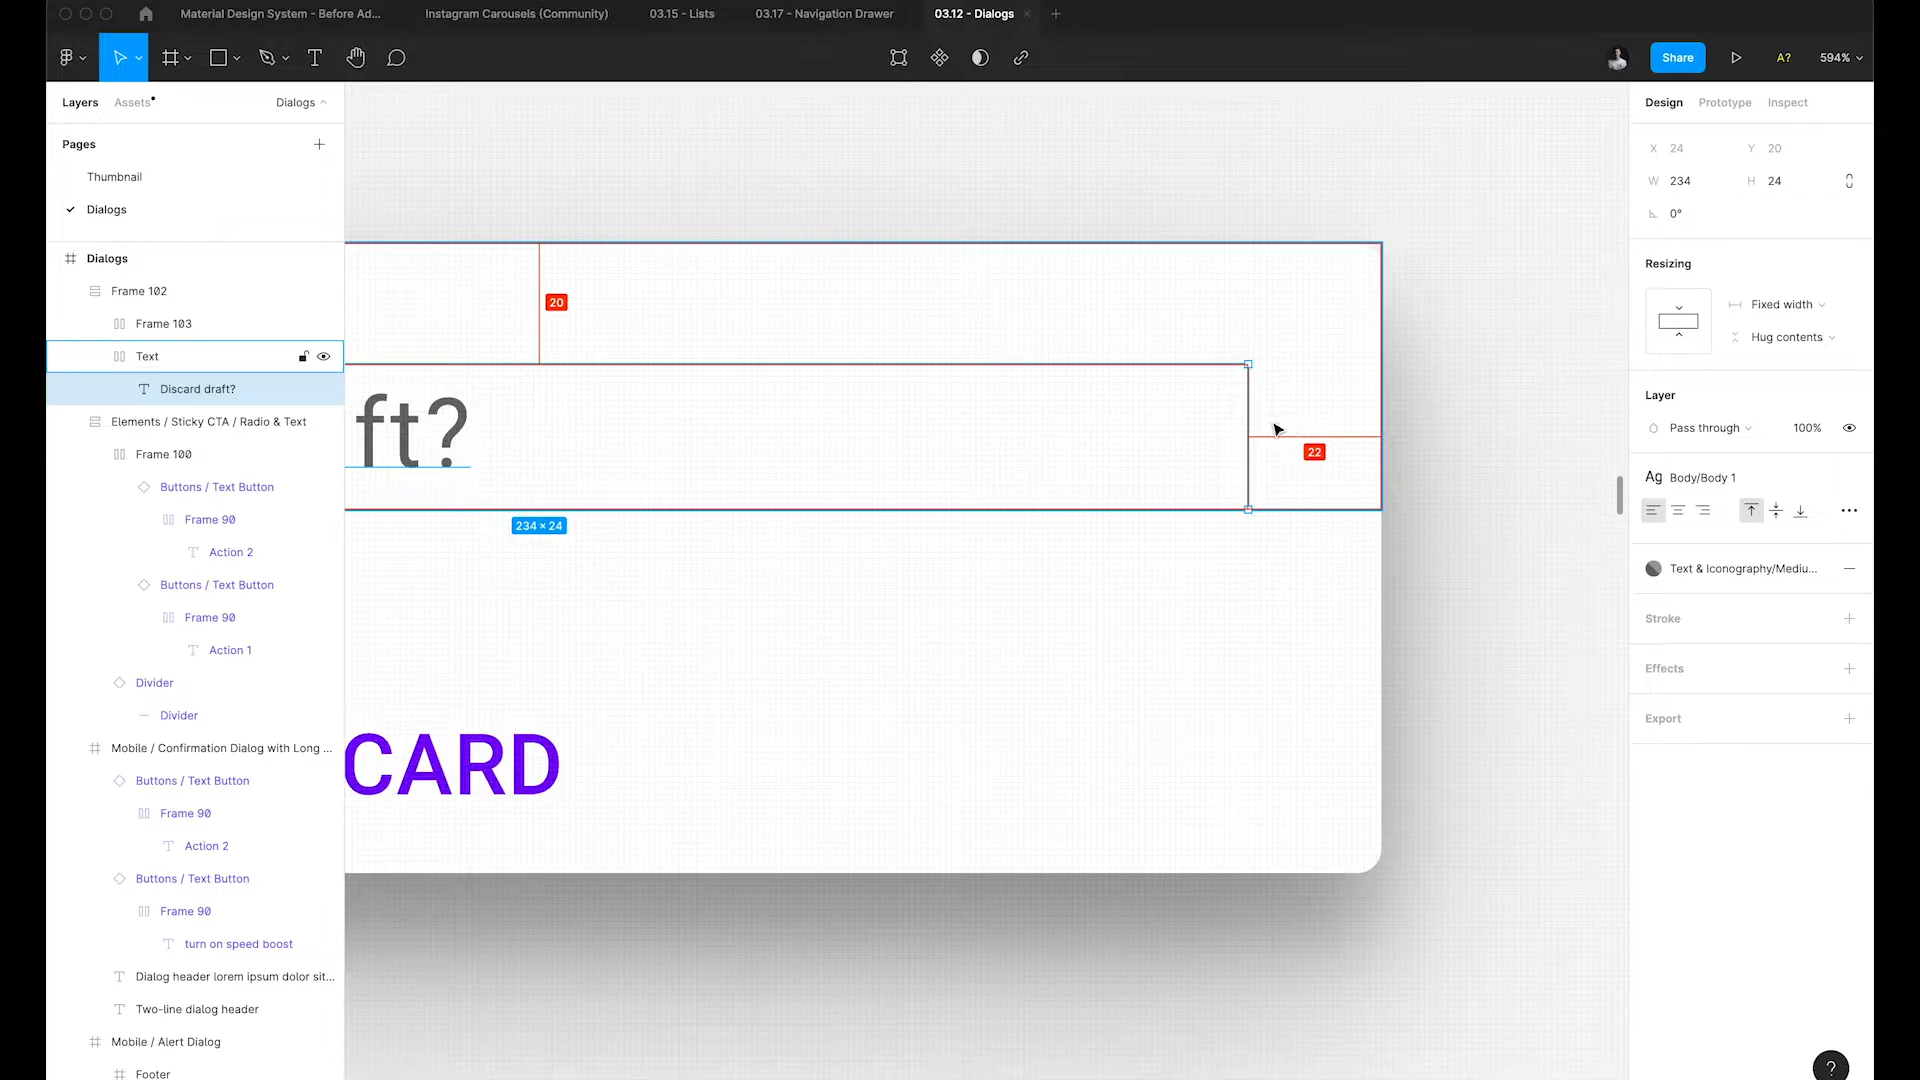 Material Design System - Before Ad...
Instagram Carousels (Community)
03.15 - Lists
03.17 - Navigation Drawer
03.12 - Dialogs
Share
A?
594%
Layers
Assets
Dialogs
Pages
Thumbnail
Dialogs
Dialogs
Frame 102
Frame 103
Text
Discard draft?
Elements / Sticky CTA / Radio & Text
Frame 100
Buttons / Text Button
Frame 90
Action 2
Buttons / Text Button
Frame 90
Action 1
Divider
Divider
Mobile / Confirmation Dialog with Long ...
Buttons / Text Button
Frame 90
Action 2
Buttons / Text Button
Frame 90
turn on speed boost
Dialog header lorem ipsum dolor sit...
Two-line dialog header
Mobile / Alert Dialog
Footer
20
ft?
22
234 × 24
CARD
Design
Prototype
Inspect
X 24
Y 20
W 234
H 24
0°
Resizing
Fixed width
Hug contents
Layer
Pass through
100%
Ag Body/Body 1
Text & Iconography/Mediu...
Stroke
Effects
Export
?